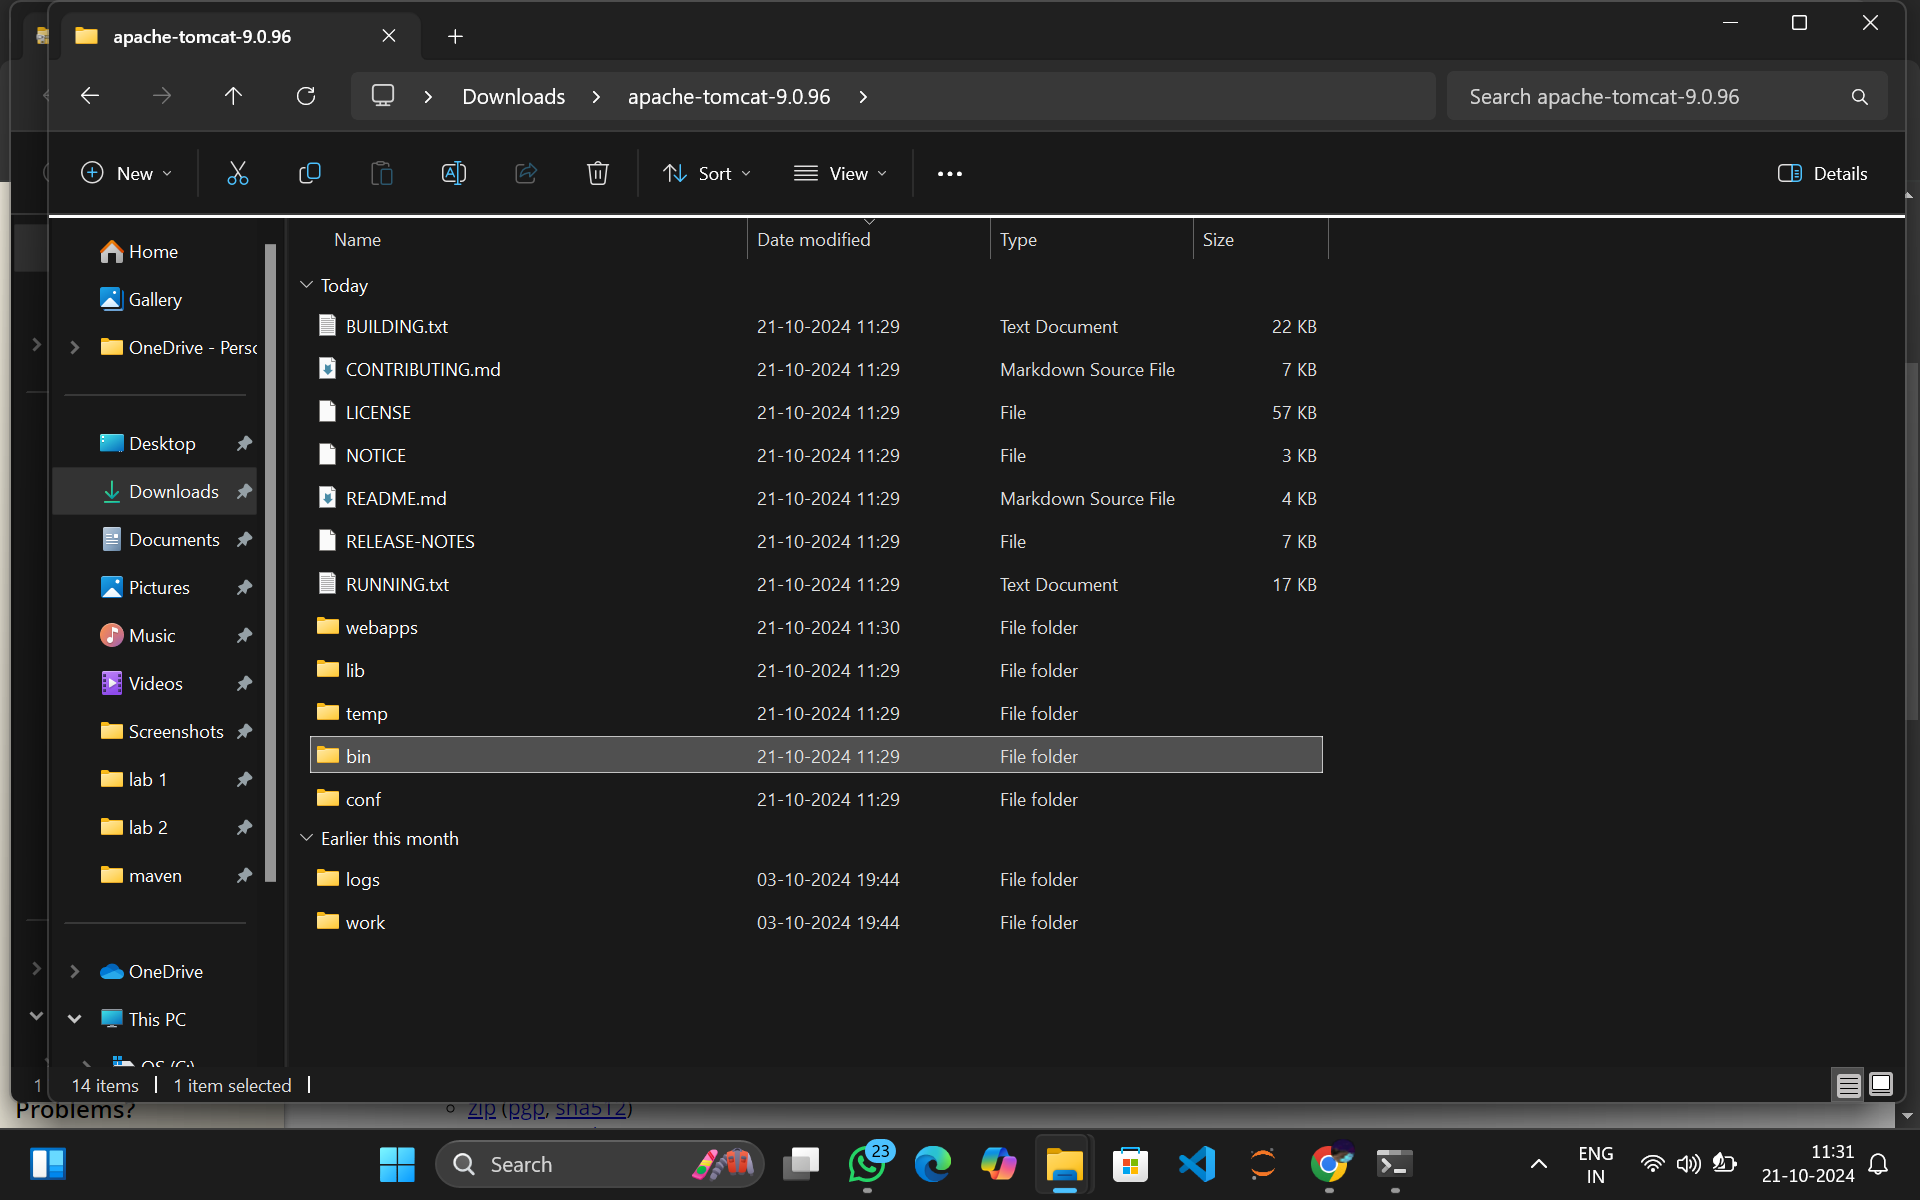 apache-tomcat-9.0.96
Downloads
apache-tomcat-9.0.96
Search apache-tomcat-9.0.96
New
Sort
View
Details
Name
Date modified
Type
Size
Home
Gallery
OneDrive - Perso
Desktop
Downloads
Documents
Pictures
Music
Videos
Screenshots
lab 1
lab 2
maven
OneDrive
This PC
OS (C:)
Today
BUILDING.txt 21-10-2024 11:29 Text Document 22 KB
CONTRIBUTING.md 21-10-2024 11:29 Markdown Source File 7 KB
LICENSE 21-10-2024 11:29 File 57 KB
NOTICE 21-10-2024 11:29 File 3 KB
README.md 21-10-2024 11:29 Markdown Source File 4 KB
RELEASE-NOTES 21-10-2024 11:29 File 7 KB
RUNNING.txt 21-10-2024 11:29 Text Document 17 KB
webapps 21-10-2024 11:30 File folder
lib 21-10-2024 11:29 File folder
temp 21-10-2024 11:29 File folder
bin 21-10-2024 11:29 File folder
conf 21-10-2024 11:29 File folder
Earlier this month
logs 03-10-2024 19:44 File folder
work 03-10-2024 19:44 File folder
1
14 items
1 item selected
Problems?
zip (pgp, sha512)
Search
23
ENG
IN
11:31
21-10-2024